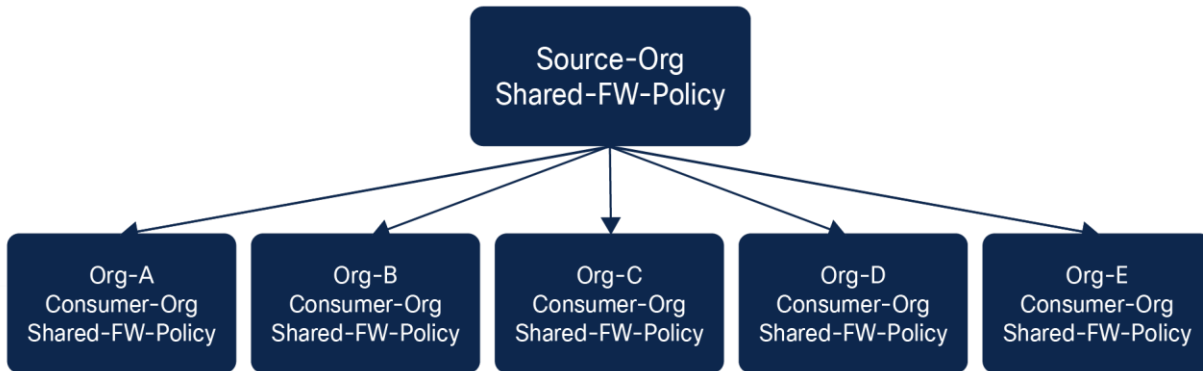 Source-Org
Shared-FW-Policy
Org-A
Consumer-Org
Shared-FW-Policy
Org-B
Consumer-Org
Shared-FW-Policy
Org-C
Consumer-Org
Shared-FW-Policy
Org-D
Consumer-Org
Shared-FW-Policy
Org-E
Consumer-Org
Shared-FW-Policy